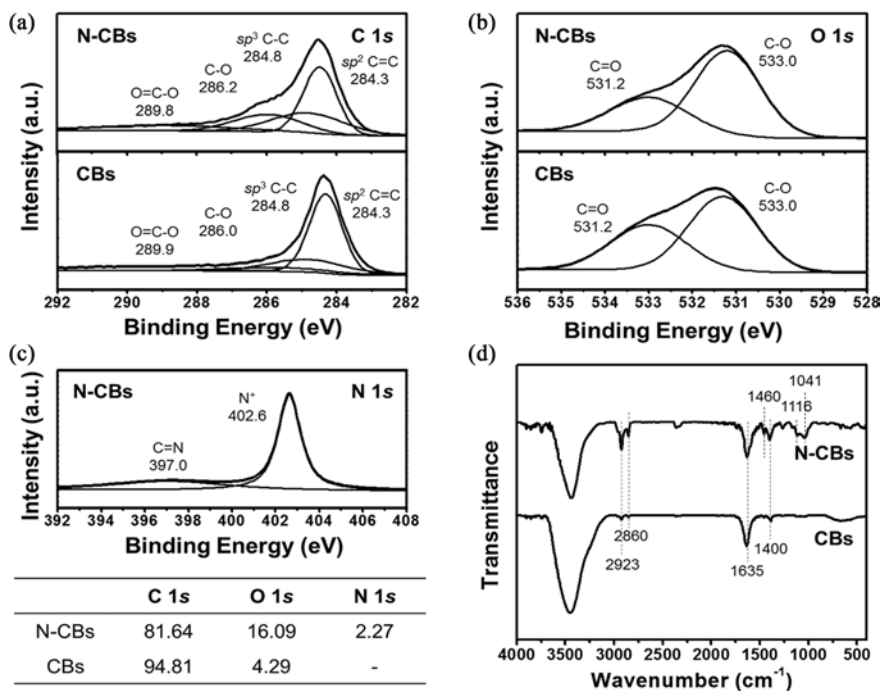 (a)
N-CBs
C 1s
sp³ C-C
284.8
C-O
286.2
O=C-O
289.8
sp² C=C
284.3
CBs
sp³ C-C
284.8
C-O
286.0
O=C-O
289.9
sp² C=C
284.3
Intensity (a.u.)
292 290 288 286 284 282
Binding Energy (eV)
(b)
N-CBs
O 1s
C=O
531.2
C-O
533.0
CBs
C=O
531.2
C-O
533.0
Intensity (a.u.)
536 535 534 533 532 531 530 529 528
Binding Energy (eV)
(c)
N-CBs
N 1s
N⁺
402.6
C=N
397.0
Intensity (a.u.)
392 394 396 398 400 402 404 406 408
Binding Energy (eV)
C 1s O 1s N 1s
N-CBs 81.64 16.09 2.27
CBs 94.81 4.29 -
(d)
1041
1460
1116
N-CBs
CBs
2860
2923
1400
1635
Transmittance
4000 3500 3000 2500 2000 1500 1000 500
Wavenumber (cm⁻¹)